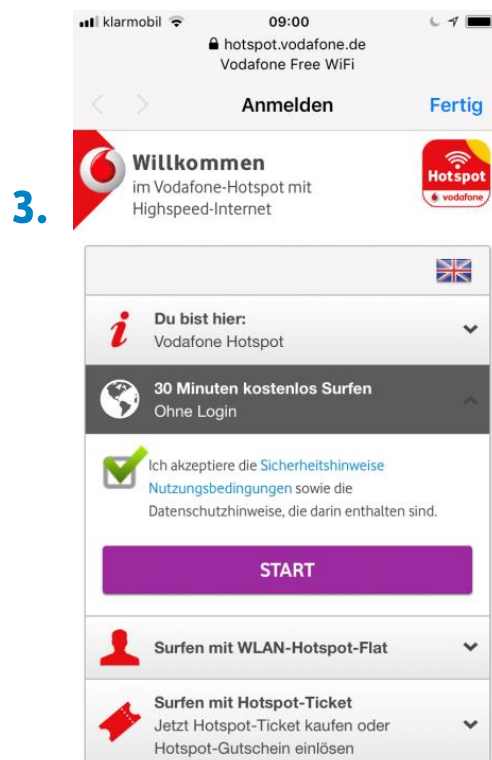 klarmobil 09:00
hotspot.vodafone.de
Vodafone Free WiFi
Anmelden Fertig
3.
Willkommen
im Vodafone-Hotspot mit
Highspeed-Internet
Hotspot
vodafone
Du bist hier:
Vodafone Hotspot
30 Minuten kostenlos Surfen
Ohne Login
Ich akzeptiere die Sicherheitshinweise
Nutzungsbedingungen sowie die
Datenschutzhinweise, die darin enthalten sind.
START
Surfen mit WLAN-Hotspot-Flat
Surfen mit Hotspot-Ticket
Jetzt Hotspot-Ticket kaufen oder
Hotspot-Gutschein einlösen